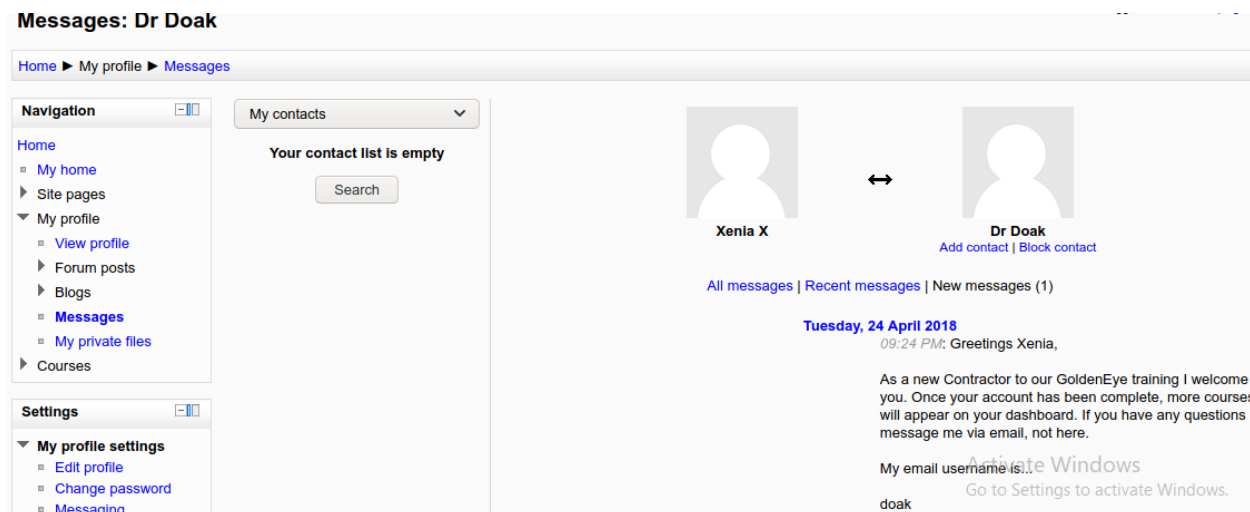 Messages: Dr Doak
Home ► My profile ► Messages
Navigation
Home
My home
Site pages
My profile
View profile
Forum posts
Blogs
Messages
My private files
Courses
Settings
My profile settings
Edit profile
Change password
Messaging
My contacts
Your contact list is empty
Search
Xenia X
Dr Doak
Add contact | Block contact
All messages | Recent messages | New messages (1)
Tuesday, 24 April 2018
09:24 PM: Greetings Xenia,
As a new Contractor to our GoldenEye training I welcome
you. Once your account has been complete, more courses
will appear on your dashboard. If you have any questions
message me via email, not here.
My email username is...
doak
Activate Windows
Go to Settings to activate Windows.